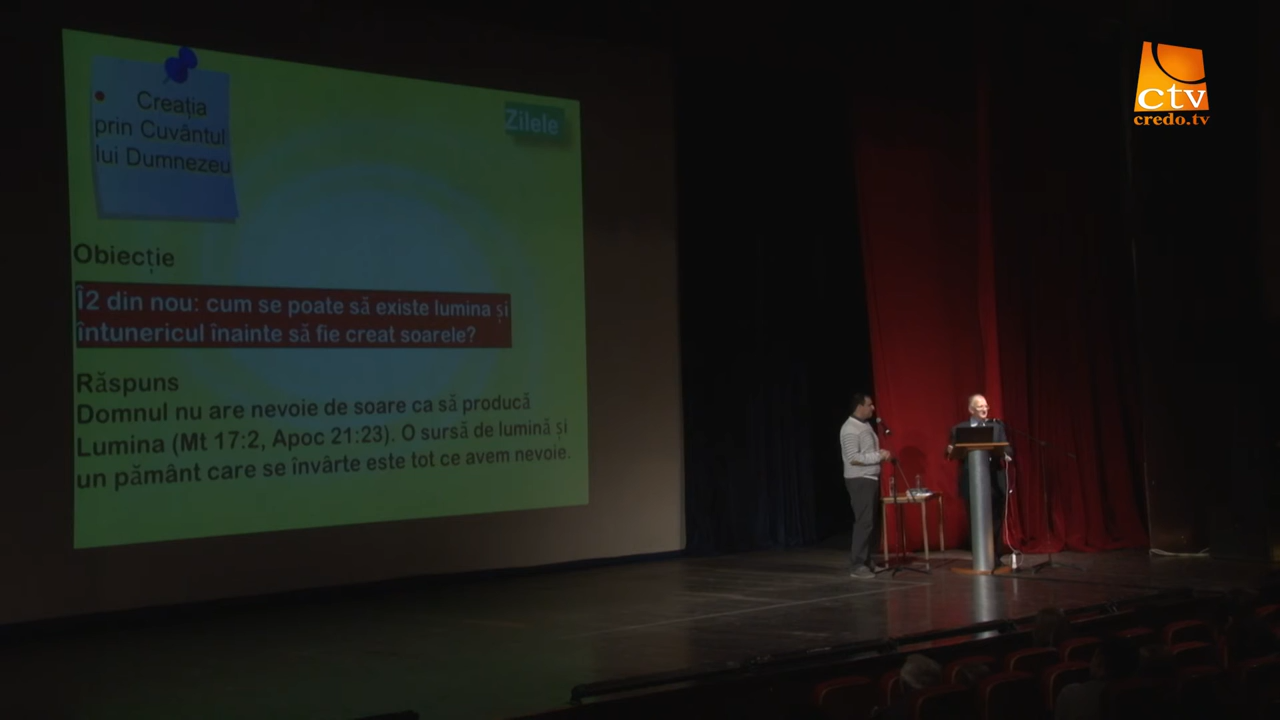 • Creația
prin Cuvântul
lui Dumnezeu
Zilele
Obiecție
Î2 din nou: cum se poate să existe lumina și
întunericul înainte să fie creat soarele?
Răspuns
Domnul nu are nevoie de soare ca să producă
Lumina (Mt 17:2, Apoc 21:23). O sursă de lumină și
un pământ care se învârte este tot ce avem nevoie.
ctv
credo.tv